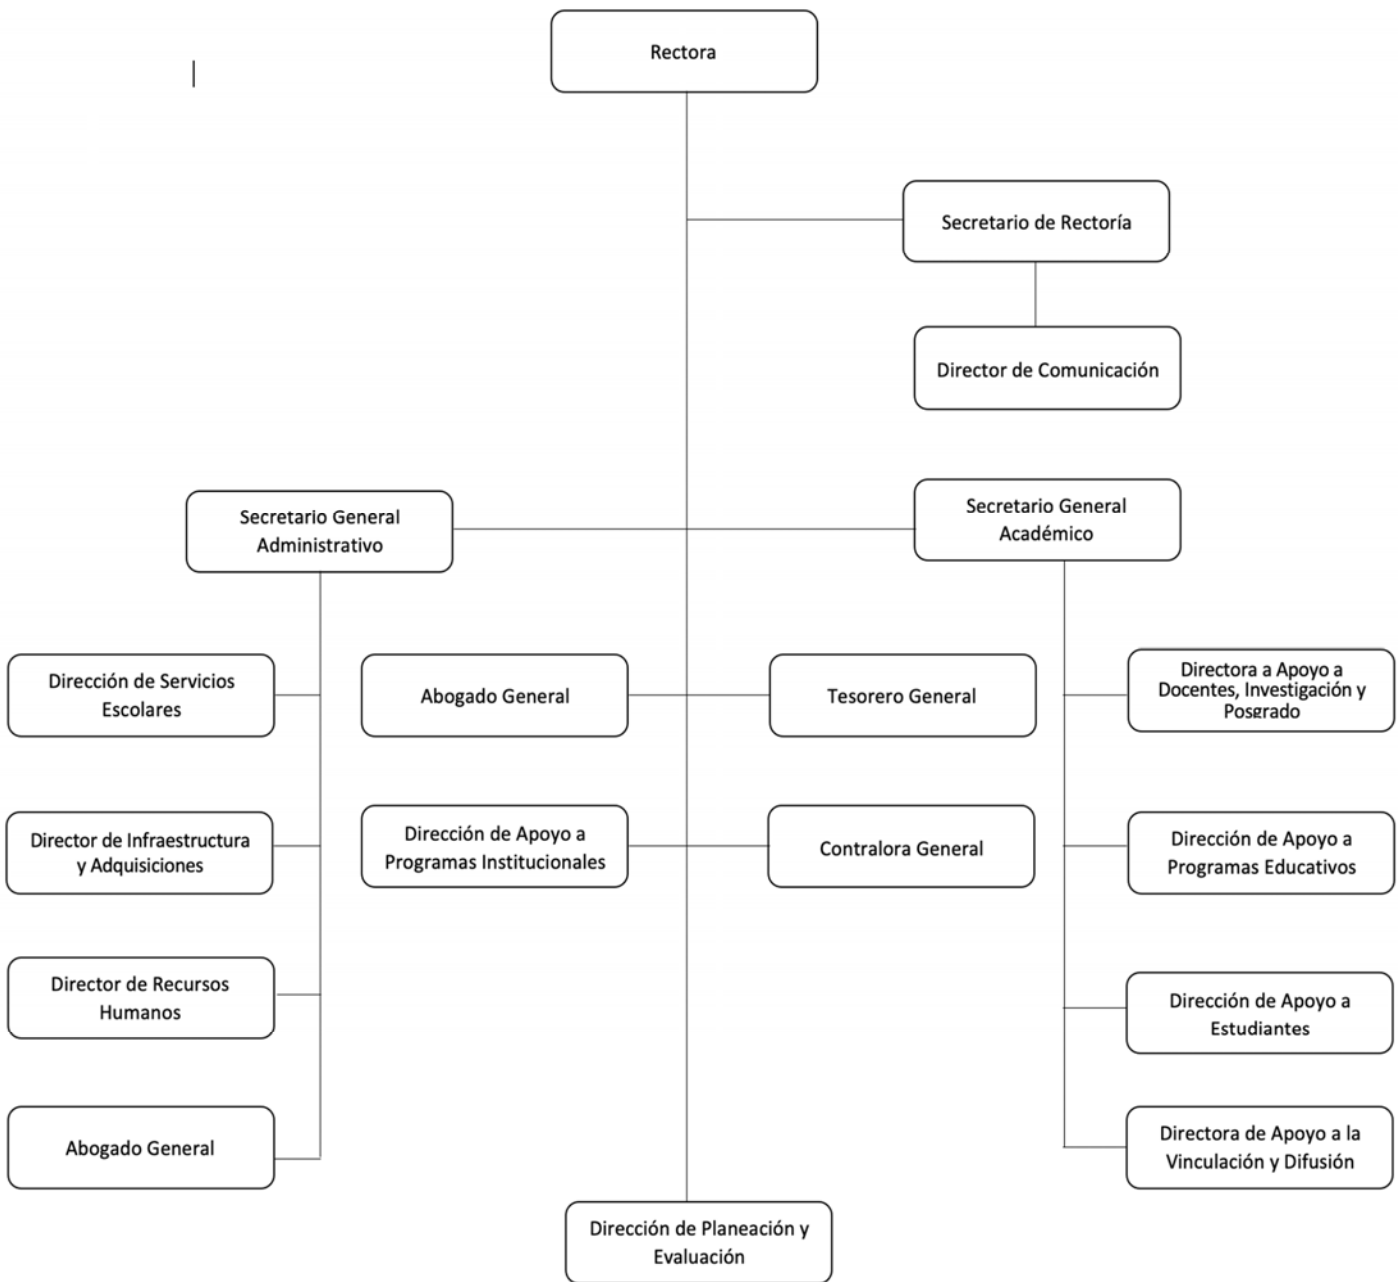 Rectora
Secretario de Rectoría
Director de Comunicación
Secretario General
Administrativo
Secretario General
Académico
Dirección de Servicios
Escolares
Abogado General
Tesorero General
Directora a Apoyo a
Docentes, Investigación y
Posgrado
Director de Infraestructura
y Adquisiciones
Dirección de Apoyo a
Programas Institucionales
Contralora General
Dirección de Apoyo a
Programas Educativos
Director de Recursos
Humanos
Dirección de Apoyo a
Estudiantes
Abogado General
Directora de Apoyo a la
Vinculación y Difusión
Dirección de Planeación y
Evaluación